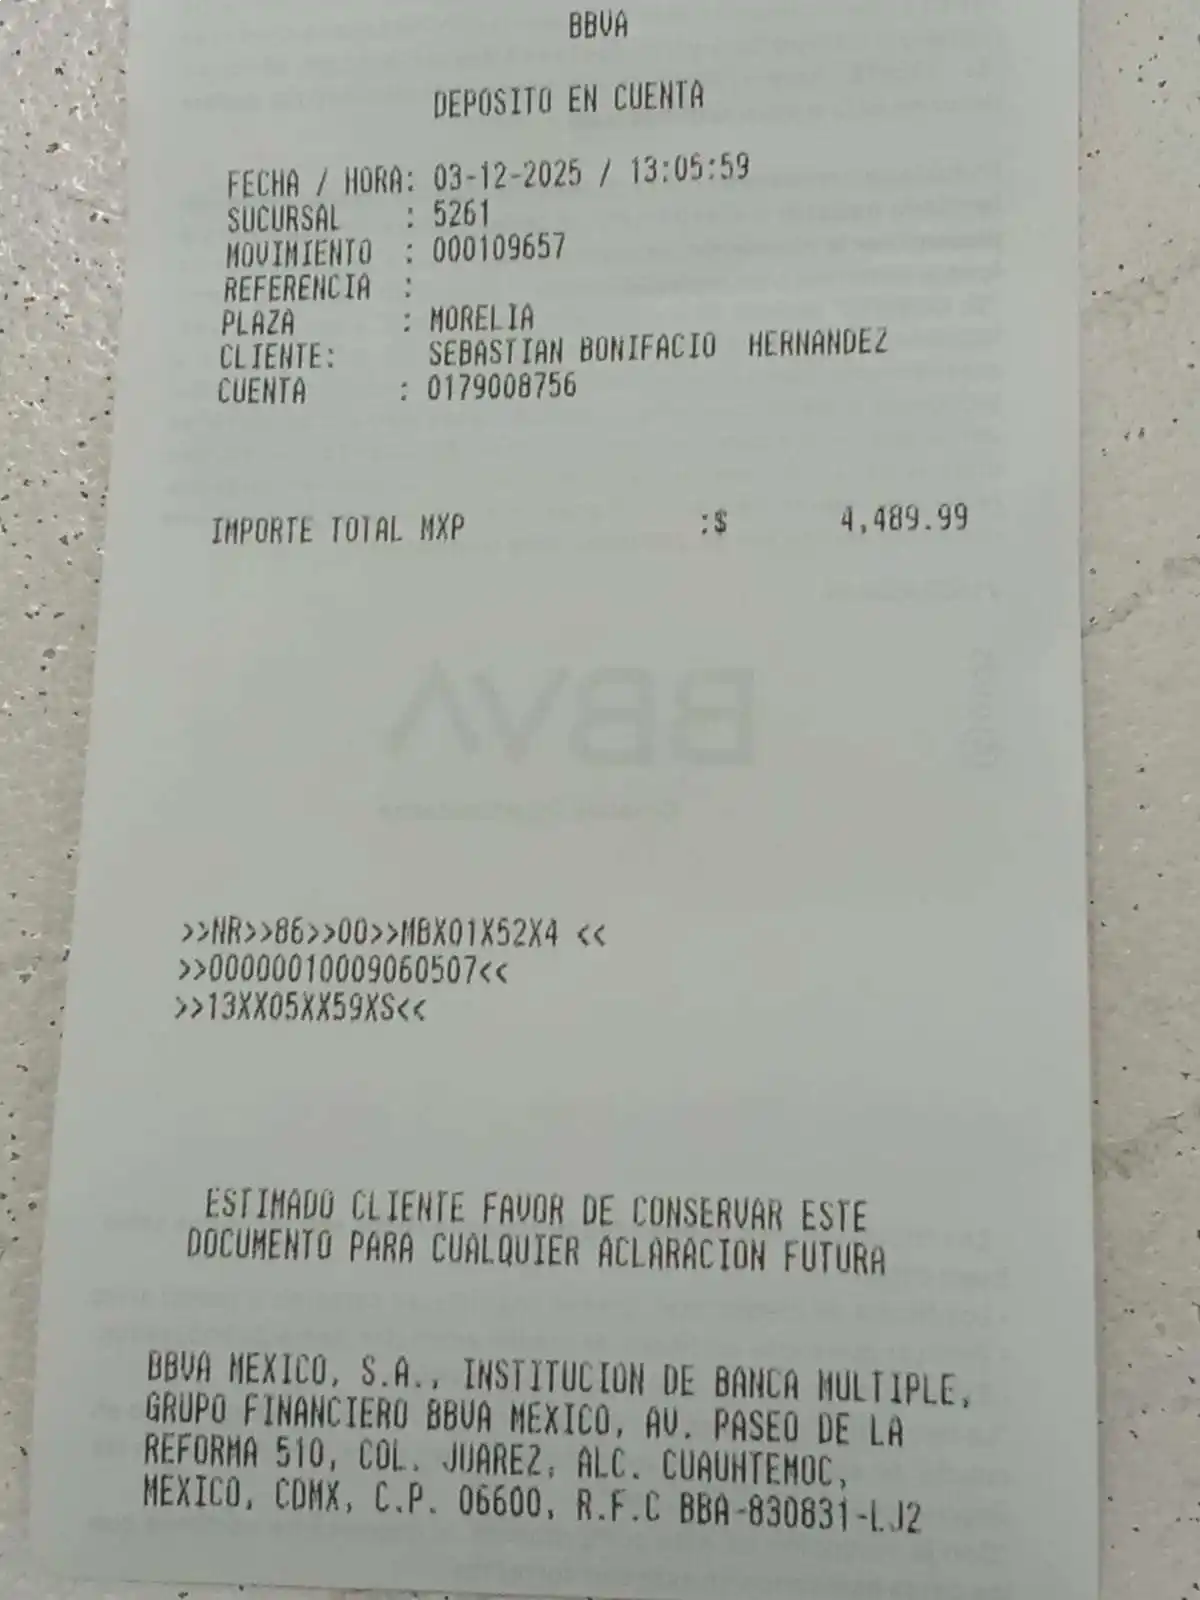 BBVA
DEPOSITO EN CUENTA
FECHA / HORA: 03-12-2025 / 13:05:59
SUCURSAL : 5261
MOVIMIENTO : 000109657
REFERENCIA :
PLAZA : MORELIA
CLIENTE: SEBASTIAN BONIFACIO HERNANDEZ
CUENTA : 0179008756
IMPORTE TOTAL MXP :$ 4,489.99
BBVA
>>NR>>86>>00>>MBX01X52X4 <<
>>00000010009060507<<
>>13XX05XX59XS<<
ESTIMADO CLIENTE FAVOR DE CONSERVAR ESTE
DOCUMENTO PARA CUALQUIER ACLARACION FUTURA
BBVA MEXICO, S.A., INSTITUCION DE BANCA MULTIPLE,
GRUPO FINANCIERO BBVA MEXICO, AV. PASEO DE LA
REFORMA 510, COL. JUAREZ, ALC. CUAUHTEMOC,
MEXICO, CDMX, C.P. 06600, R.F.C BBA-830831-LJ2